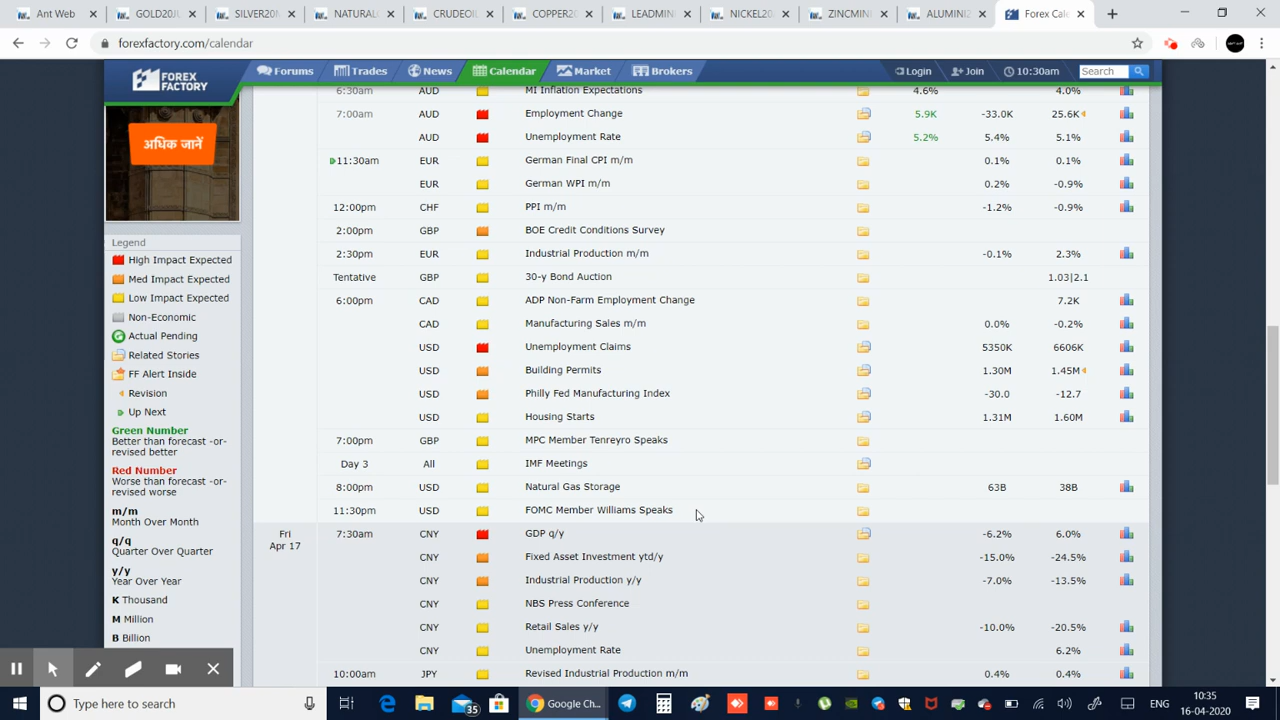 Ant Web
GOLD20JU
SILVER20M
NATURAL
CRUDEOIL
COPPER20
LEADMINI
NICKEL20
ZINCMINI
ALUMINI2
Forex Cale
forexfactory.com/calendar
FOREX FACTORY
Forums Trades News Calendar Market Brokers Login Join 10:30am Search
6:30am AUD MI Inflation Expectations 4.6% 4.0%
7:00am AUD Employment Change 5.9K -33.0K 25.6K
AUD Unemployment Rate 5.2% 5.4% 5.1%
11:30am EUR German Final CPI m/m 0.1% 0.1%
EUR German WPI m/m 0.2% -0.9%
12:00pm CHF PPI m/m -1.2% -0.9%
2:00pm GBP BOE Credit Conditions Survey
2:30pm EUR Industrial Production m/m -0.1% 2.3%
Tentative GBP 30-y Bond Auction 1.03|2.1
6:00pm CAD ADP Non-Farm Employment Change 7.2K
CAD Manufacturing Sales m/m 0.0% -0.2%
USD Unemployment Claims 5350K 6606K
USD Building Permits 1.30M 1.45M
USD Philly Fed Manufacturing Index -30.0 -12.7
USD Housing Starts 1.31M 1.60M
7:00pm GBP MPC Member Tenreyro Speaks
Day 3 All IMF Meetings
8:00pm USD Natural Gas Storage 63B 38B
11:30pm USD FOMC Member Williams Speaks
Fri Apr 17 7:30am CNY GDP q/y -6.2% 6.0%
CNY Fixed Asset Investment ytd/y -15.0% -24.5%
CNY Industrial Production y/y -7.0% -13.5%
CNY NBS Press Conference
CNY Retail Sales y/y -10.0% -20.5%
CNY Unemployment Rate 6.2%
10:00am JPY Revised Industrial Production m/m 0.4% 0.4%
अधिक जानें
Legend
High Impact Expected
Med Impact Expected
Low Impact Expected
Non-Economic
Actual Pending
Related Stories
FF Alert Inside
Revision
Up Next
Green Number
Better than forecast -or-
revised better
Red Number
Worse than forecast -or-
revised worse
m/m
Month Over Month
q/q
Quarter Over Quarter
y/y
Year Over Year
K Thousand
M Million
B Billion
Type here to search
35
Google Ch...
ENG
10:35
16-04-2020